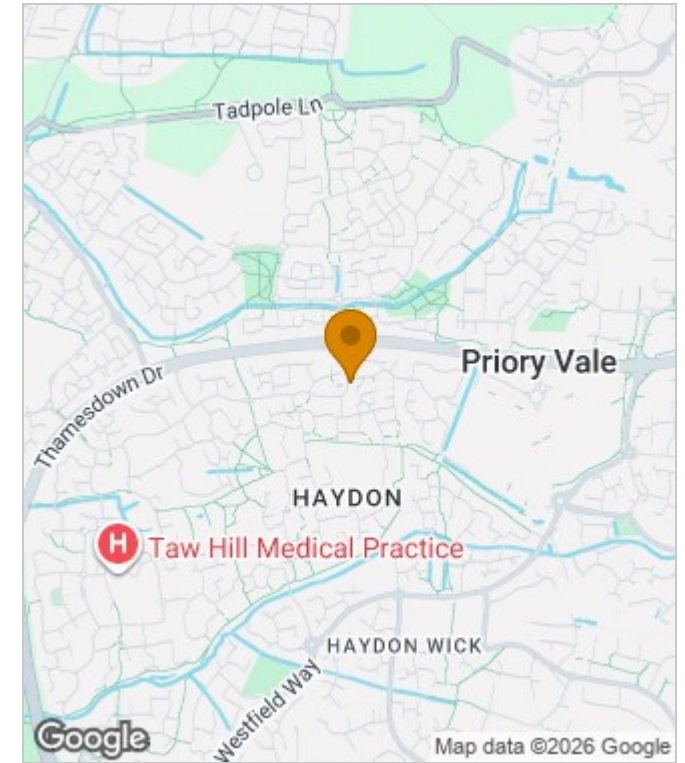 Tadpole Ln
Thamesdown Dr
Priory Vale
HAYDON
H
Taw Hill Medical Practice
HAYDON WICK
Westfield Way
Google
Map data ©2026 Google